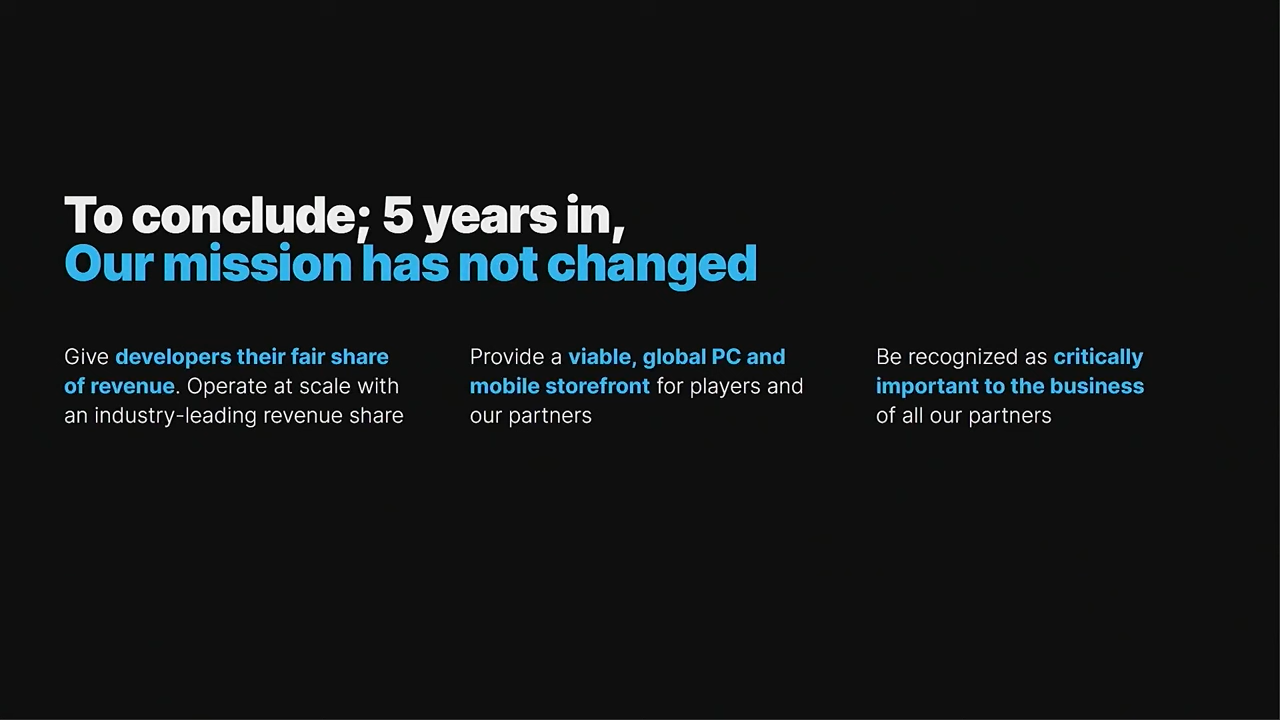 To conclude; 5 years in,
Our mission has not changed
Give developers their fair share
of revenue. Operate at scale with
an industry-leading revenue share
Provide a viable, global PC and
mobile storefront for players and
our partners
Be recognized as critically
important to the business
of all our partners